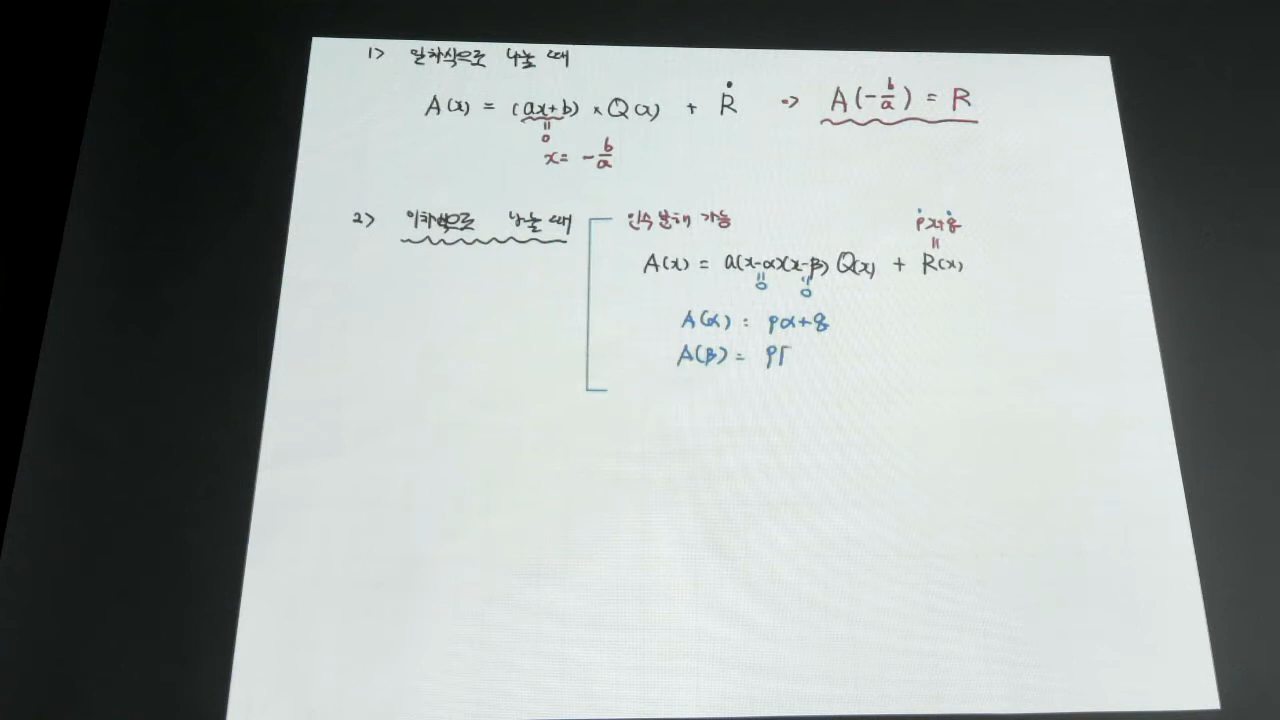 1> 일차식으로 나눌 때
A(x) = (ax+b) × Q(x) + R => A(-b/a) = R
=
0
x = -b/a
2> 이차식으로 나눌 때
인수분해 가능
px+q
=
A(x) = a(x-α)(x-β) Q(x) + R(x)
= =
0 0
A(α) = pα+q
A(β) = p